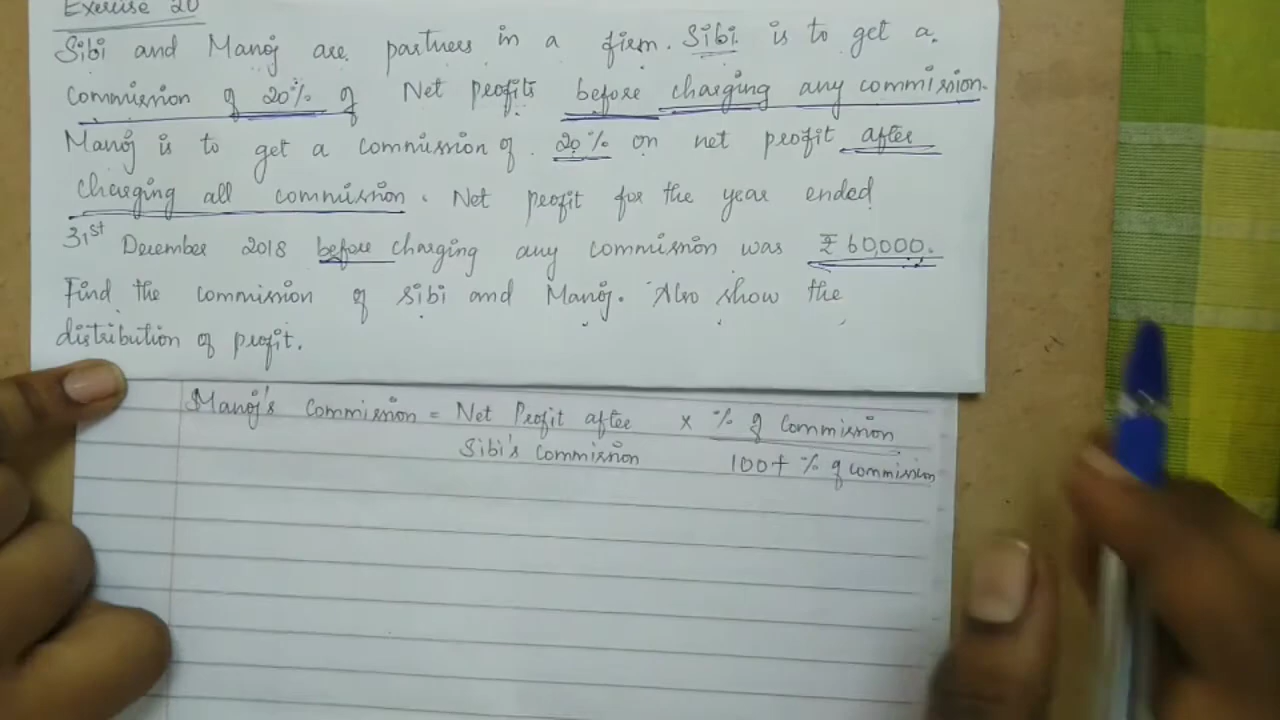 Exercise 20
Sibi and Manoj are partners in a firm. Sibi is to get a
commission of 20% of Net profits before charging any commission.
Manoj is to get a commission of 20% on net profit after
charging all commission. Net profit for the year ended
31st December 2018 before charging any commission was ₹ 60,000.
Find the commission of Sibi and Manoj. Also show the
distribution of profit.
Manoj's Commission = Net Profit after × % of Commission
Sibi's Commission 100+ % of commission